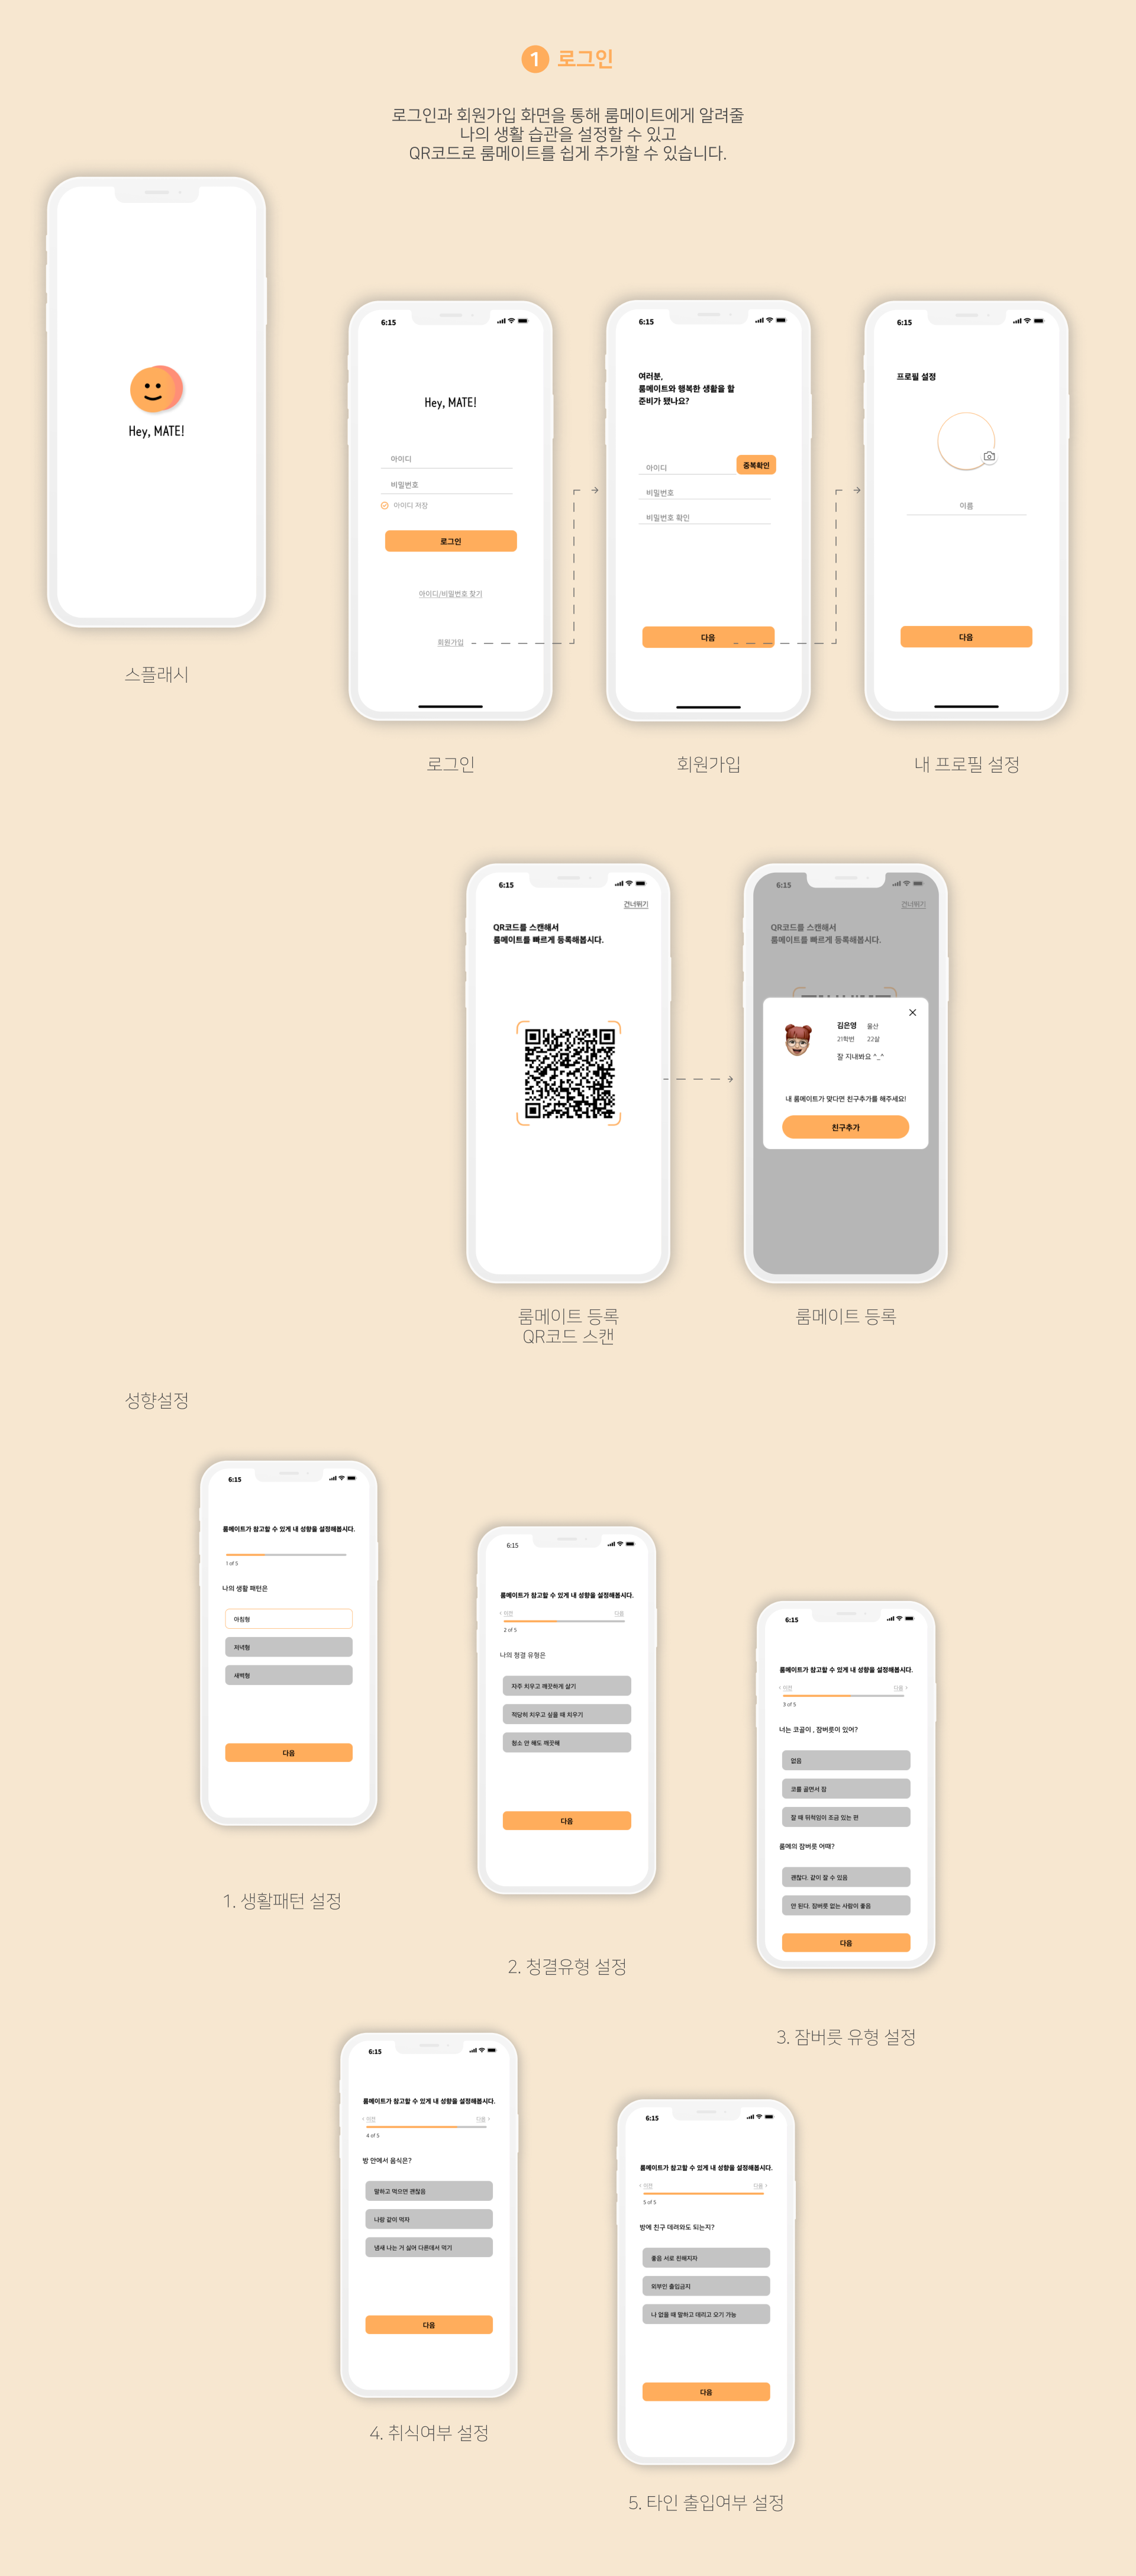 1 로그인
로그인과 회원가입 화면을 통해 룸메이트에게 알려줄
나의 생활 습관을 설정할 수 있고
QR코드로 룸메이트를 쉽게 추가할 수 있습니다.
Hey, MATE!
스플래시
6:15
Hey, MATE!
아이디
비밀번호
아이디 저장
로그인
아이디/비밀번호 찾기
회원가입
로그인
6:15
여러분,
룸메이트와 행복한 생활을 할
준비가 됐나요?
아이디
중복확인
비밀번호
비밀번호 확인
다음
회원가입
6:15
프로필 설정
이름
다음
내 프로필 설정
6:15
건너뛰기
QR코드를 스캔해서
룸메이트를 빠르게 등록해봅시다.
룸메이트 등록
QR코드 스캔
6:15
건너뛰기
QR코드를 스캔해서
룸메이트를 빠르게 등록해봅시다.
김은영 울산
21학번 22살
잘 지내봐요 ^_^
내 룸메이트가 맞다면 친구추가를 해주세요!
친구추가
룸메이트 등록
성향설정
6:15
룸메이트가 참고할 수 있게 내 성향을 설정해봅시다.
1 of 5
나의 생활 패턴은
아침형
저녁형
새벽형
다음
1. 생활패턴 설정
6:15
룸메이트가 참고할 수 있게 내 성향을 설정해봅시다.
< 이전 다음
2 of 5
나의 청결 유형은
자주 치우고 깨끗하게 살기
적당히 치우고 싶을 때 치우기
청소 안 해도 깨끗해
다음
2. 청결유형 설정
6:15
룸메이트가 참고할 수 있게 내 성향을 설정해봅시다.
< 이전 다음 >
3 of 5
너는 코골이 , 잠버릇이 있어?
없음
코를 골면서 잠
잘 때 뒤척임이 조금 있는 편
룸메의 잠버릇 어때?
괜찮다. 같이 잘 수 있음
안 된다. 잠버릇 없는 사람이 좋음
다음
3. 잠버릇 유형 설정
6:15
룸메이트가 참고할 수 있게 내 성향을 설정해봅시다.
< 이전 다음 >
4 of 5
방 안에서 음식은?
말하고 먹으면 괜찮음
나랑 같이 먹자
냄새 나는 거 싫어 다른데서 먹기
다음
4. 취식여부 설정
6:15
룸메이트가 참고할 수 있게 내 성향을 설정해봅시다.
< 이전 다음 >
5 of 5
방에 친구 데려와도 되는지?
좋음 서로 친해지자
외부인 출입금지
나 없을 때 말하고 데리고 오기 가능
다음
5. 타인 출입여부 설정